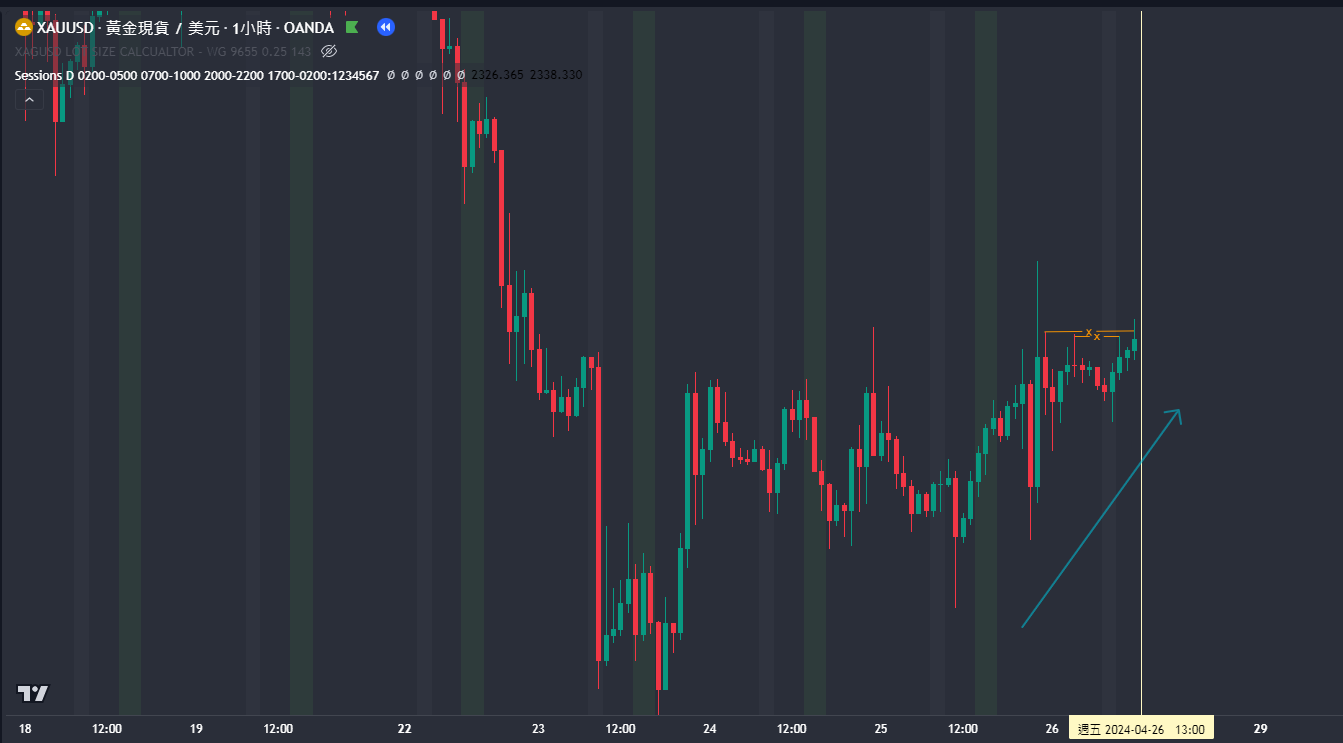 XAUUSD · 黃金現貨 / 美元 · 1小時 · OANDA
XAGUSD LOT SIZE CALCUALTOR - WG 9655 0.25 143
Sessions D 0200-0500 0700-1000 2000-2200 1700-0200:1234567 Ø Ø Ø Ø Ø Ø 2326.365 2338.330
x
x
18 12:00 19 12:00 22 23 12:00 24 12:00 25 12:00 26 週五 2024-04-26 13:00 29